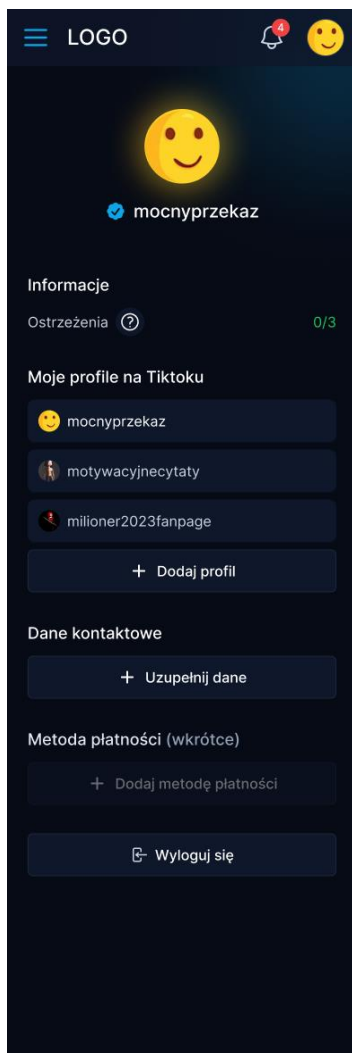 LOGO
4
mocnyprzekaz
Informacje
Ostrzeżenia ? 0/3
Moje profile na Tiktoku
mocnyprzekaz
motywacyjnecytaty
milioner2023fanpage
+ Dodaj profil
Dane kontaktowe
+ Uzupełnij dane
Metoda płatności (wkrótce)
+ Dodaj metodę płatności
Wyloguj się